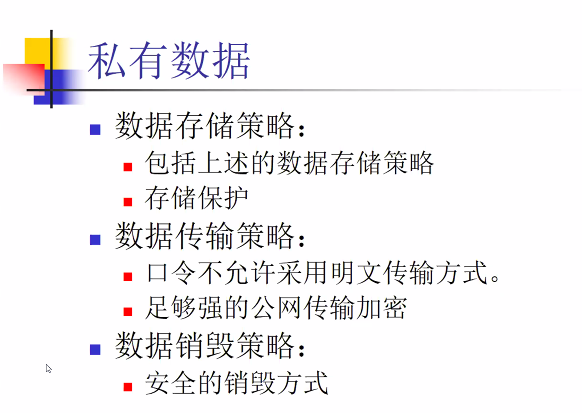 私有数据
数据存储策略：
包括上述的数据存储策略
存储保护
数据传输策略：
口令不允许采用明文传输方式。
足够强的公网传输加密
数据销毁策略：
安全的销毁方式